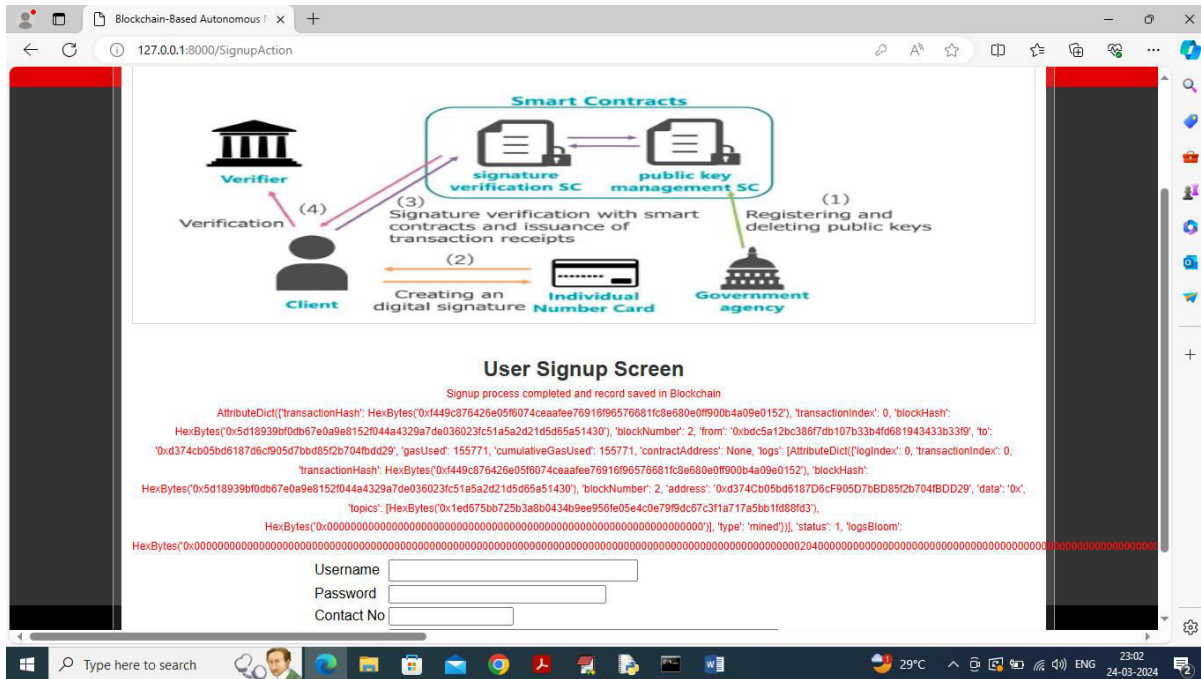 Blockchain-Based Autonomous
127.0.0.1:8000/SignupAction
Smart Contracts
Verifier
signature
verification SC
public key
management SC
(4)
Verification
(3)
Signature verification with smart
contracts and issuance of
transaction receipts
(1)
Registering and
deleting public keys
(2)
Client
Creating an
digital signature
Individual
Number Card
Government
agency
User Signup Screen
Signup process completed and record saved in Blockchain
AttributeDict({'transactionHash': HexBytes('0xf449c876426e05f6074ceaafee76916f96576681fc8e680e0ff900b4a09e0152'), 'transactionIndex': 0, 'blockHash':
HexBytes('0x5d18939bf0db67e0a9e8152f044a4329a7de036023fc51a5a2d21d5d65a51430'), 'blockNumber': 2, 'from': '0xbdc5a12bc386f7db107b33b4fd681943433b33f9', 'to':
'0xd374cb05bd6187d6cf905d7bbd85f2b704fbdd29', 'gasUsed': 155771, 'cumulativeGasUsed': 155771, 'contractAddress': None, 'logs': [AttributeDict({'logIndex': 0, 'transactionIndex': 0,
'transactionHash': HexBytes('0xf449c876426e05f6074ceaafee76916f96576681fc8e680e0ff900b4a09e0152'), 'blockHash':
HexBytes('0x5d18939bf0db67e0a9e8152f044a4329a7de036023fc51a5a2d21d5d65a51430'), 'blockNumber': 2, 'address': '0xd374Cb05bd6187D6cF905D7bBD85f2b704fBDD29', 'data': '0x',
'topics': [HexBytes('0x1ed675bb725b3a8b0434b9ee956fe05e4c0e79f9dc67c3f1a717a5bb1fd88fd3'),
HexBytes('0x0000000000000000000000000000000000000000000000000000000000000000')], 'type': 'mined'})], 'status': 1, 'logsBloom':
Username
Password
Contact No
Type here to search
29°C
ENG
23:02
24-03-2024
2